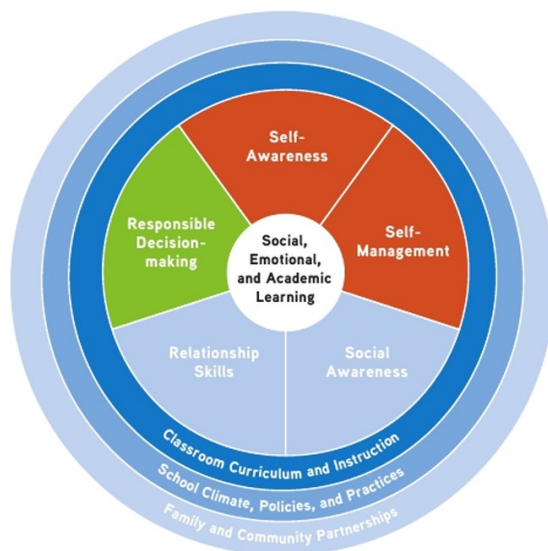 Self-
Awareness
Responsible
Decision-
making
Self-
Management
Social,
Emotional,
and Academic
Learning
Relationship
Skills
Social
Awareness
Classroom Curriculum and Instruction
School Climate, Policies, and Practices
Family and Community Partnerships